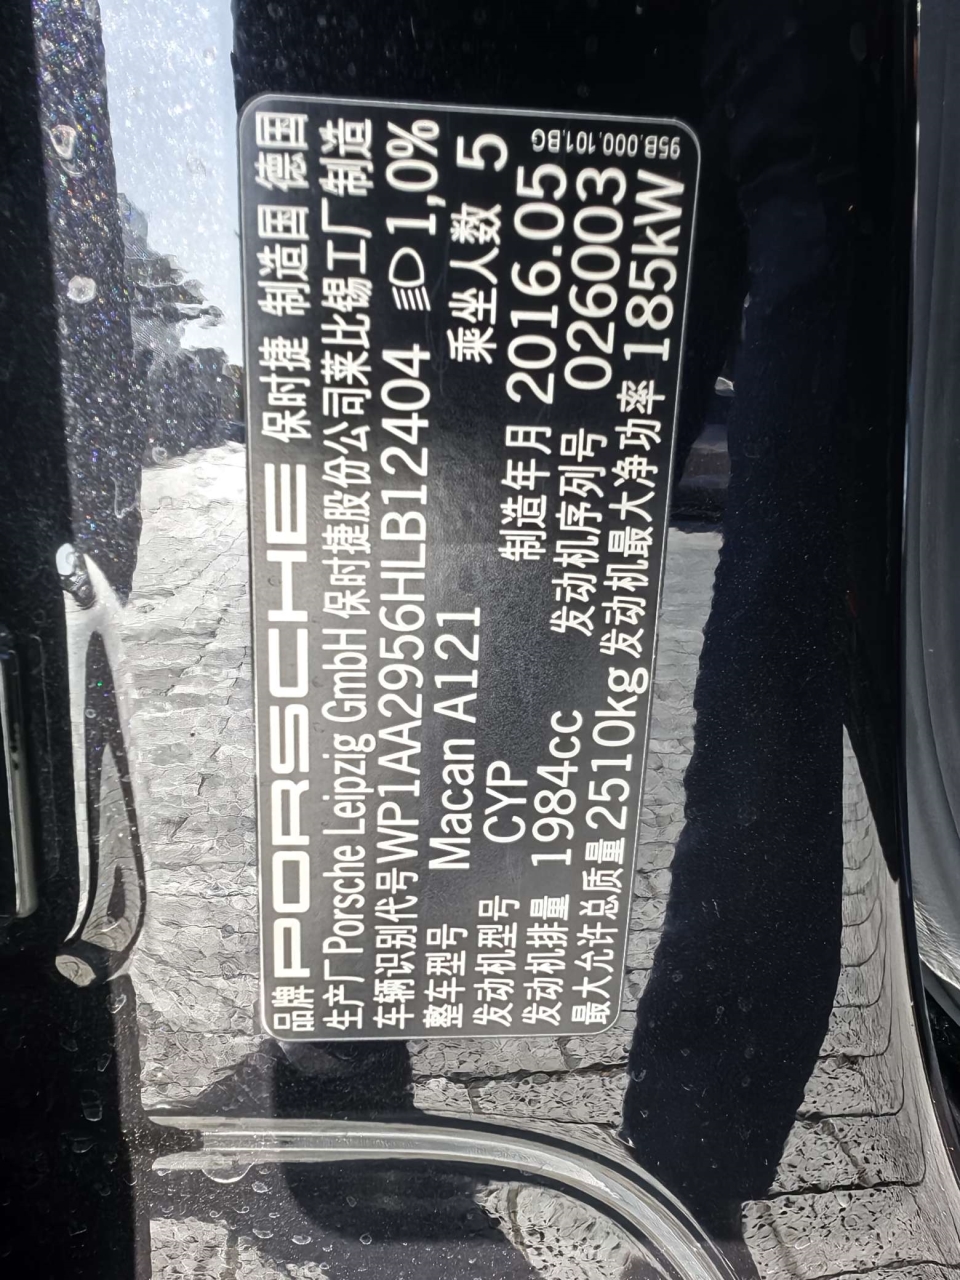 品牌 PORSCHE 保时捷 制造国 德国
生产厂 Porsche Leipzig GmbH 保时捷股份公司莱比锡工厂制造
车辆识别代号 WP1AA2956HLB12404 1,0%
整车型号 Macan A121 乘坐人数 5
发动机型号 CYP 制造年月 2016.05
发动机排量 1984cc 发动机序列号 026003
最大允许总质量 2510kg 发动机最大净功率 185kW
95B.000.101.BG